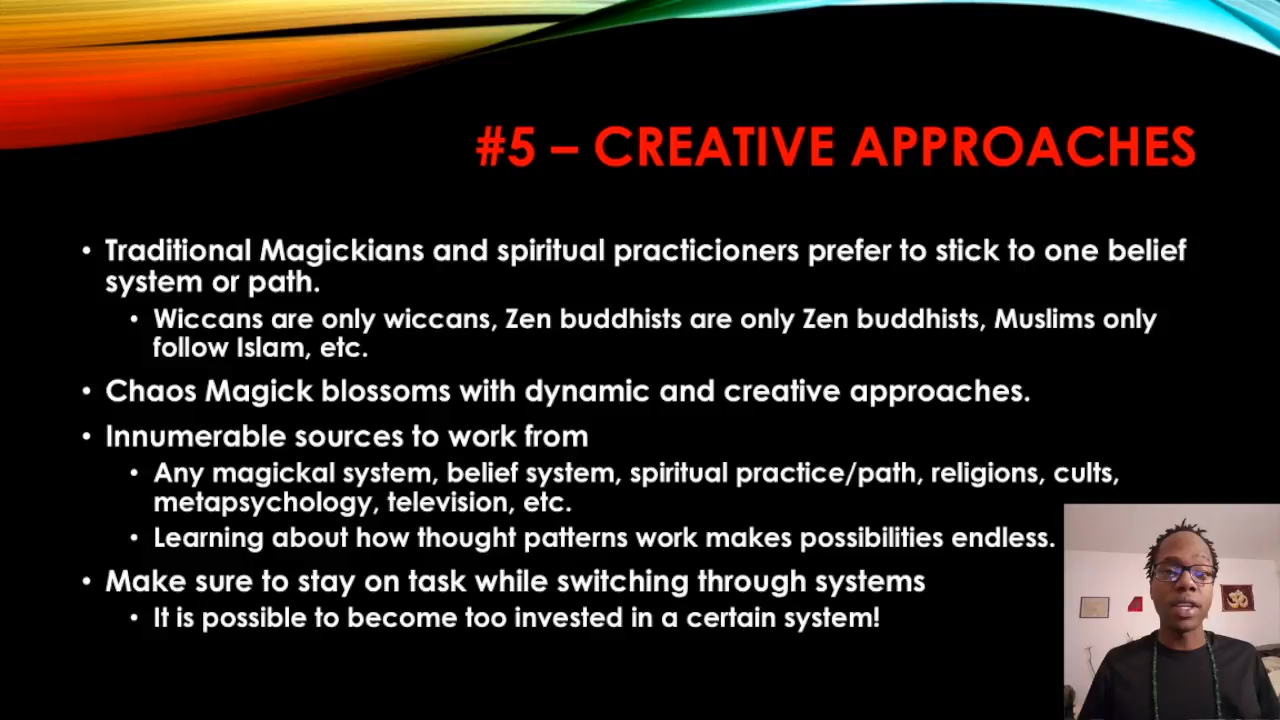 #5 – CREATIVE APPROACHES
• Traditional Magickians and spiritual practicioners prefer to stick to one belief
system or path.
• Wiccans are only wiccans, Zen buddhists are only Zen buddhists, Muslims only
follow Islam, etc.
• Chaos Magick blossoms with dynamic and creative approaches.
• Innumerable sources to work from
• Any magickal system, belief system, spiritual practice/path, religions, cults,
metapsychology, television, etc.
• Learning about how thought patterns work makes possibilities endless.
• Make sure to stay on task while switching through systems
• It is possible to become too invested in a certain system!
ॐ